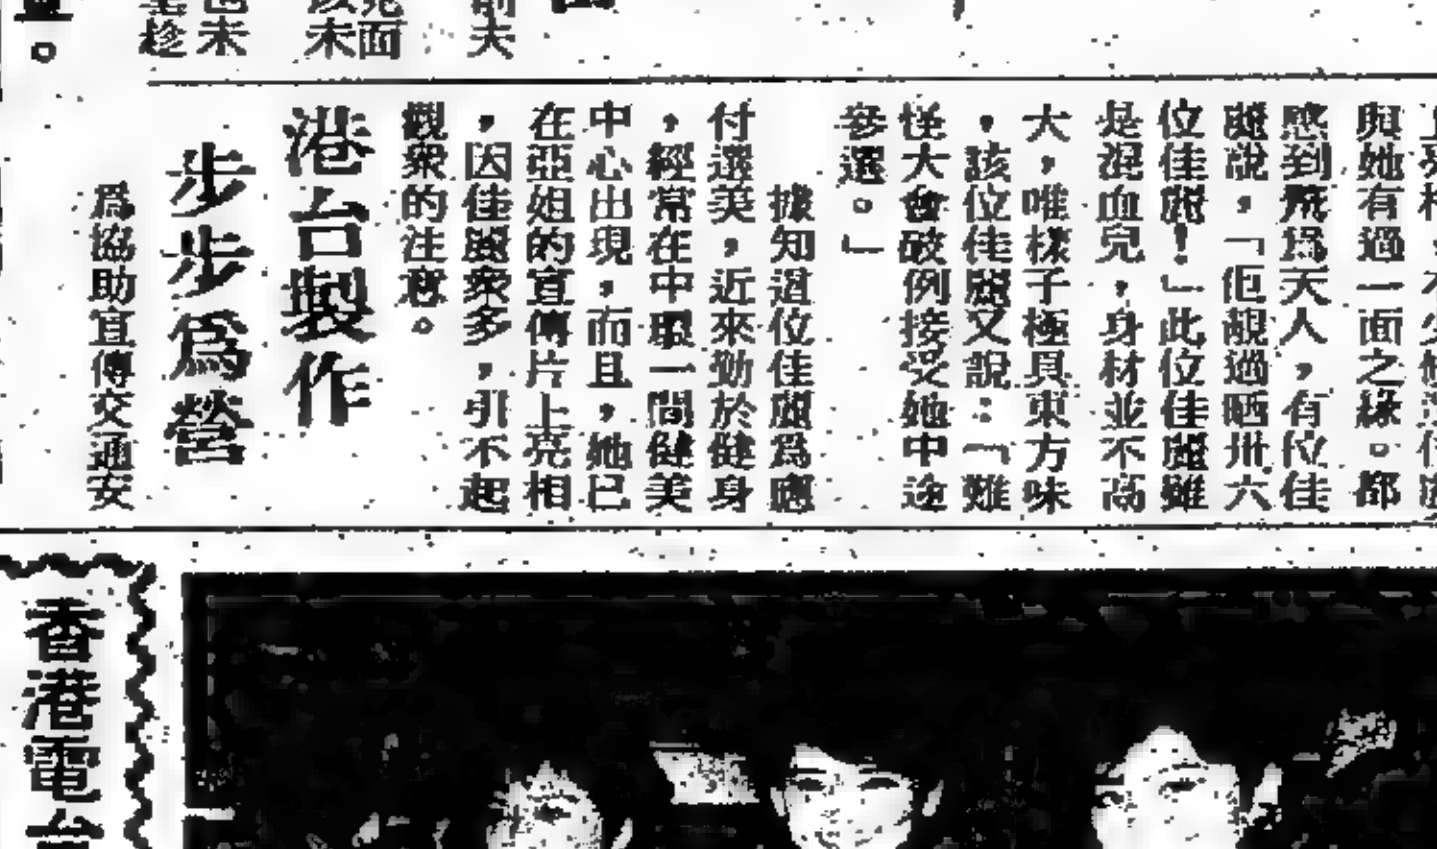 與她有過一面之緣。都
感到驚為天人,有位佳
麗說,「佢靚過晒卅六
位佳麗!」此位佳麗雖
是混血兒,身材並不高
大,唯樣子極具東方味
,該位佳麗又說:「難
怪大會破例接受她中途
參選。」
據知這位佳麗爲應
付選美,近來勤於健身
,經常在中環一間健美
中心出現,而且,她已
在亞姐的宣傳片上亮相
,因佳麗衆多,引不起
觀衆的注意。
港台製作
步步爲營
爲協助宣傳交通安
香港電台